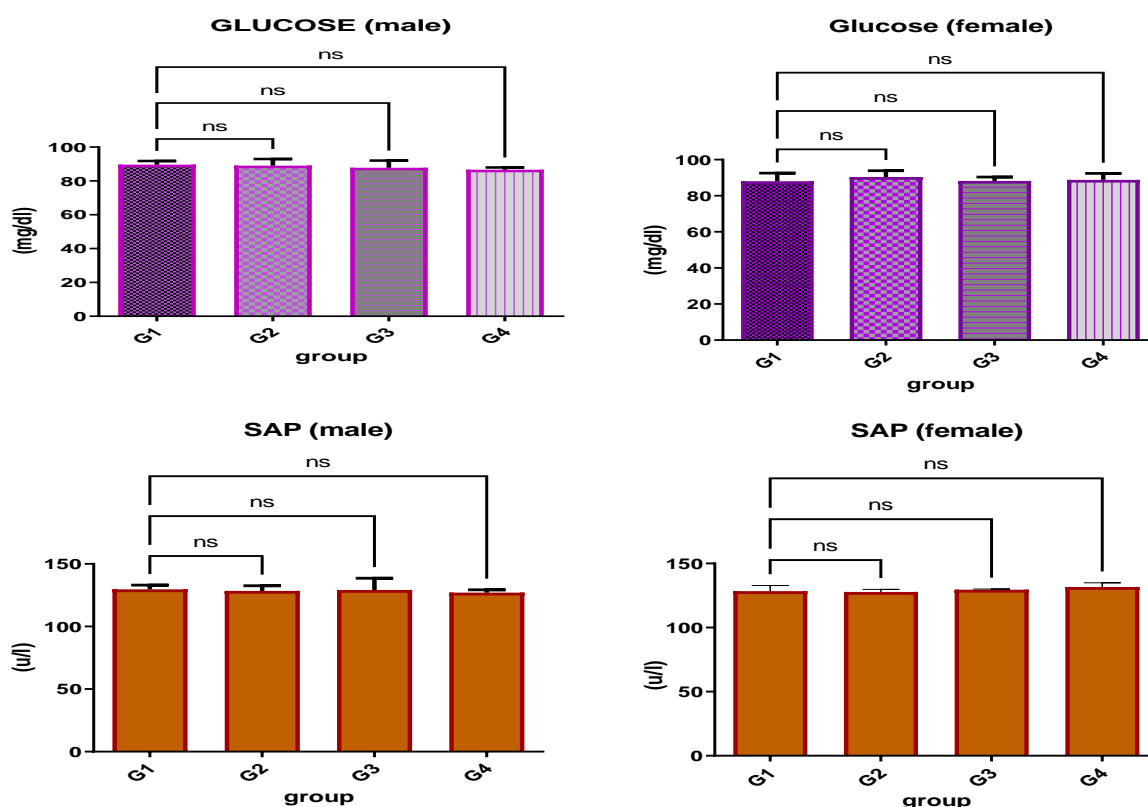 GLUCOSE (male)
ns
ns
ns
100
80
60
40
20
0
(mg/dl)
G1
G2
G3
G4
group
Glucose (female)
ns
ns
ns
100
80
60
40
20
0
(mg/dl)
G1
G2
G3
G4
group
SAP (male)
ns
ns
ns
150
100
50
0
(u/l)
G1
G2
G3
G4
group
SAP (female)
ns
ns
ns
150
100
50
0
(u/l)
G1
G2
G3
G4
group